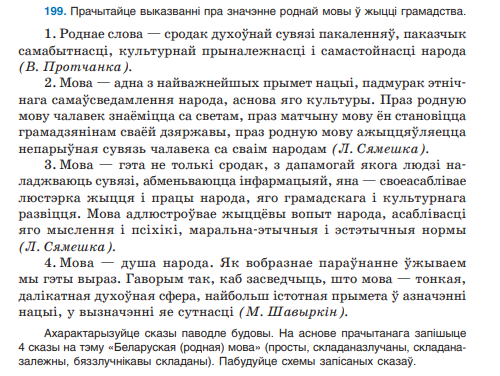 199. Прачытайце выказванні пра значэнне роднай мовы ў жыцці грамадства.
1. Роднае слова — сродак духоўнай сувязі пакаленняў, паказчык
самабытнасці, культурнай прыналежнасці і самастойнасці народа
(В. Протчанка).
2. Мова — адна з найважнейшых прымет нацыі, падмурак этніч-
нага самаўсведамлення народа, аснова яго культуры. Праз родную
мову чалавек знаёміцца са светам, праз матчыну мову ён становіцца
грамадзянінам сваёй дзяржавы, праз родную мову ажыццяўляецца
непарыўная сувязь чалавека са сваім народам (Л. Сямешка).
3. Мова — гэта не толькі сродак, з дапамогай якога людзі на-
ладжваюць сувязі, абменьваюцца інфармацыяй, яна — своеасаблівае
люстэрка жыцця і працы народа, яго грамадскага і культурнага
развіцця. Мова адлюстроўвае жыццёвы вопыт народа, асаблівасці
яго мыслення і псіхікі, маральна-этычныя і эстэтычныя нормы
(Л. Сямешка).
4. Мова — душа народа. Як вобразнае параўнанне ўжываем
мы гэты выраз. Гаворым так, каб засведчыць, што мова — тонкая,
далікатная духоўная сфера, найбольш істотная прымета ў азначэнні
нацыі, у вызначэнні яе сутнасці (М. Шавыркін).
Ахарактарызуйце сказы паводле будовы. На аснове прачытанага запішыце
4 сказы на тэму «Беларуская (родная) мова» (просты, складаназлучаны, складана-
залежны, бяззлучнікавы складаны). Пабудуйце схемы запісаных сказаў.